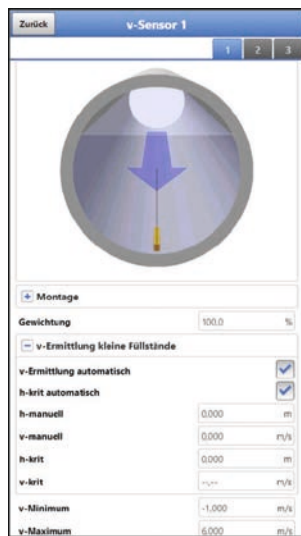 Zurück
v-Sensor 1
1 2 3
Montage
Gewichtung 100,0 %
v-Ermittlung kleine Füllstände
v-Ermittlung automatisch
h-krit automatisch
h-manuell 0,000 m
v-manuell 0,000 m/s
h-krit 0,000 m
v-krit --,-- m/s
v-Minimum -1,000 m/s
v-Maximum 6,000 m/s